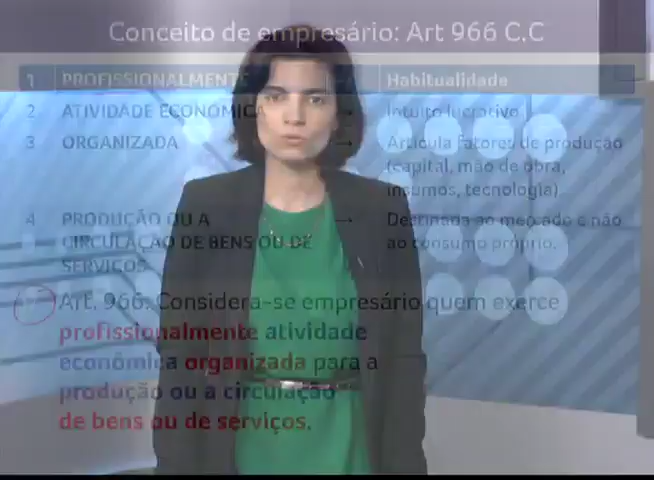 Conceito de empresário: Art 966 C.C
1 PROFISSIONALMENTE → Habitualidade
2 ATIVIDADE ECONÔMICA → Intuito lucrativo
3 ORGANIZADA → Articula fatores de produção
(capital, mão de obra,
insumos, tecnologia)
4 PRODUÇÃO OU A → Destinada ao mercado e não
CIRCULAÇÃO DE BENS OU DE ao consumo próprio.
SERVIÇOS
Art. 966. Considera-se empresário quem exerce
profissionalmente atividade
econômica organizada para a
produção ou a circulação
de bens ou de serviços.